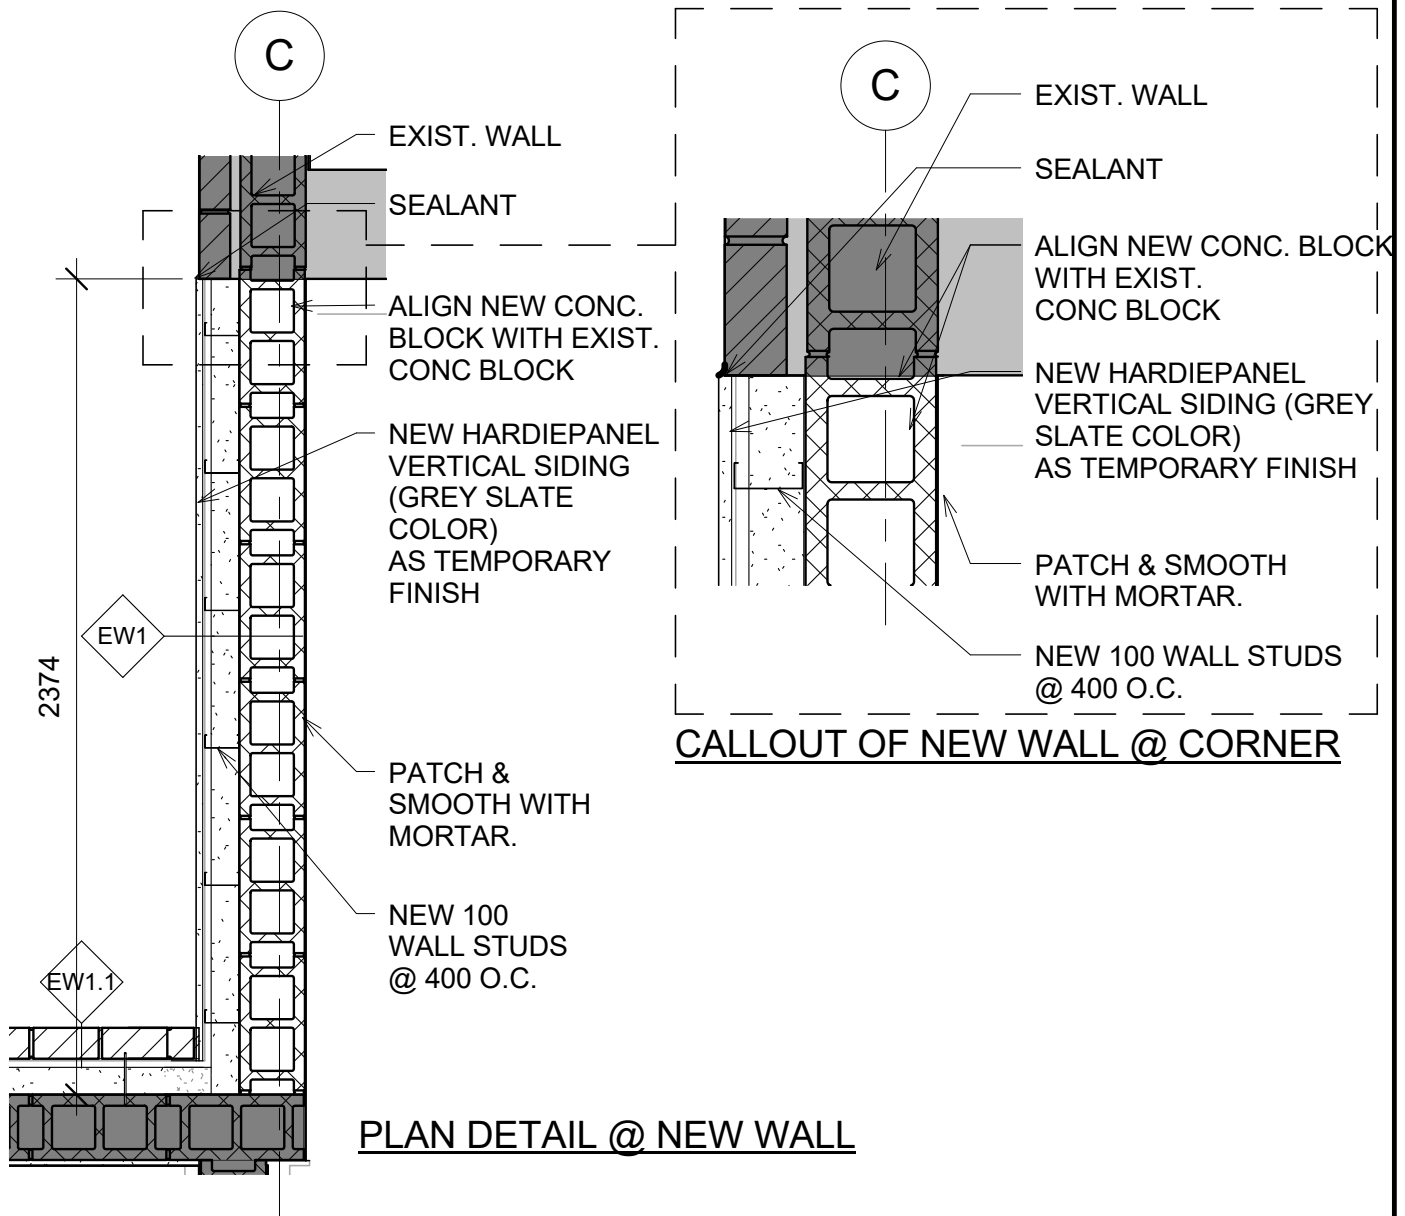 C
EXIST. WALL
SEALANT
ALIGN NEW CONC.
BLOCK WITH EXIST.
CONC BLOCK
NEW HARDIEPANEL
VERTICAL SIDING
(GREY SLATE
COLOR)
AS TEMPORARY
FINISH
EW1
2374
PATCH &
SMOOTH WITH
MORTAR.
NEW 100
WALL STUDS
@ 400 O.C.
EW1.1
PLAN DETAIL @ NEW WALL
C
EXIST. WALL
SEALANT
ALIGN NEW CONC. BLOCK
WITH EXIST.
CONC BLOCK
NEW HARDIEPANEL
VERTICAL SIDING (GREY
SLATE COLOR)
AS TEMPORARY FINISH
PATCH & SMOOTH
WITH MORTAR.
NEW 100 WALL STUDS
@ 400 O.C.
CALLOUT OF NEW WALL @ CORNER